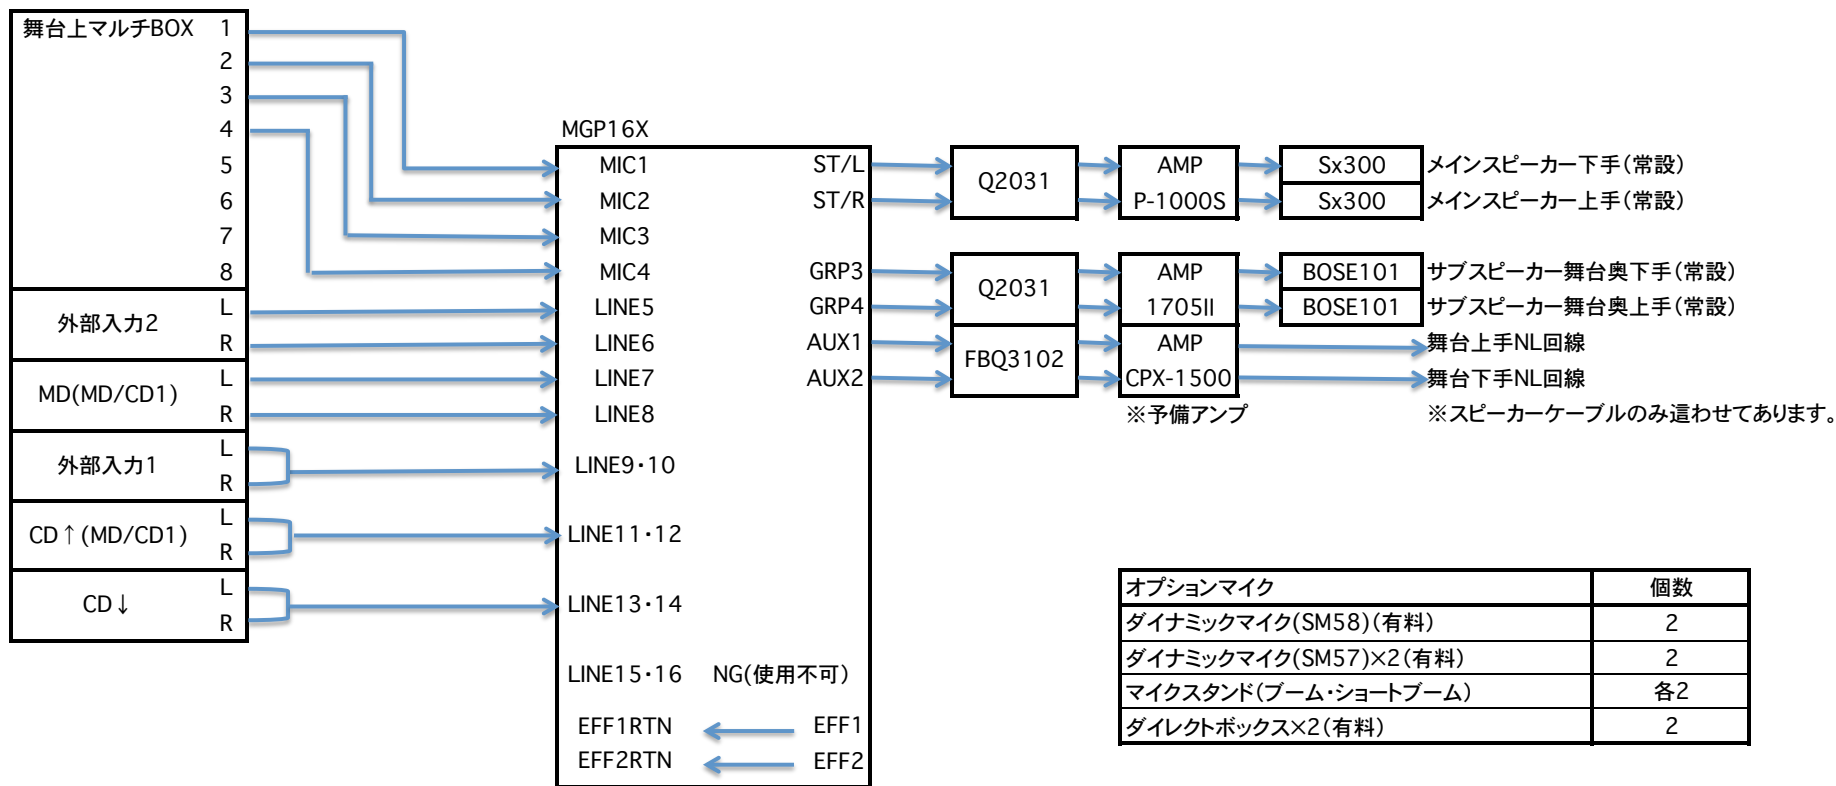 舞台上マルチBOX 1
2
3
4
5
6
7
8
外部入力2 L
R
MD(MD/CD1) L
R
外部入力1 L
R
CD↑(MD/CD1) L
R
CD↓ L
R
MGP16X
MIC1 ST/L
MIC2 ST/R
MIC3
MIC4 GRP3
LINE5 GRP4
LINE6 AUX1
LINE7 AUX2
LINE8
LINE9・10
LINE11・12
LINE13・14
LINE15・16 NG(使用不可)
EFF1RTN EFF1
EFF2RTN EFF2
Q2031
AMP
P-1000S
Sx300 メインスピーカー下手(常設)
Sx300 メインスピーカー上手(常設)
Q2031
AMP
1705II
BOSE101 サブスピーカー舞台奥下手(常設)
BOSE101 サブスピーカー舞台奥上手(常設)
FBQ3102
AMP
CPX-1500
舞台上手NL回線
舞台下手NL回線
※予備アンプ
※スピーカーケーブルのみ這わせてあります。
オプションマイク 個数
ダイナミックマイク(SM58)(有料) 2
ダイナミックマイク(SM57)×2(有料) 2
マイクスタンド(ブーム・ショートブーム) 各2
ダイレクトボックス×2(有料) 2